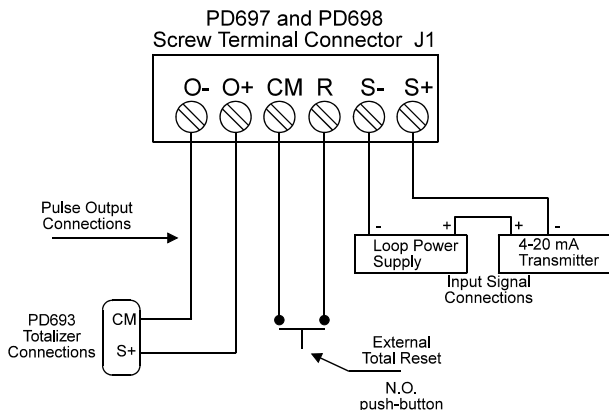 PD697 and PD698
Screw Terminal Connector J1
O- O+ CM R S- S+
Pulse Output
Connections
- + + -
Loop Power
Supply
4-20 mA
Transmitter
Input Signal
Connections
PD693
Totalizer
Connections
CM
S+
External
Total Reset
N.O.
push-button